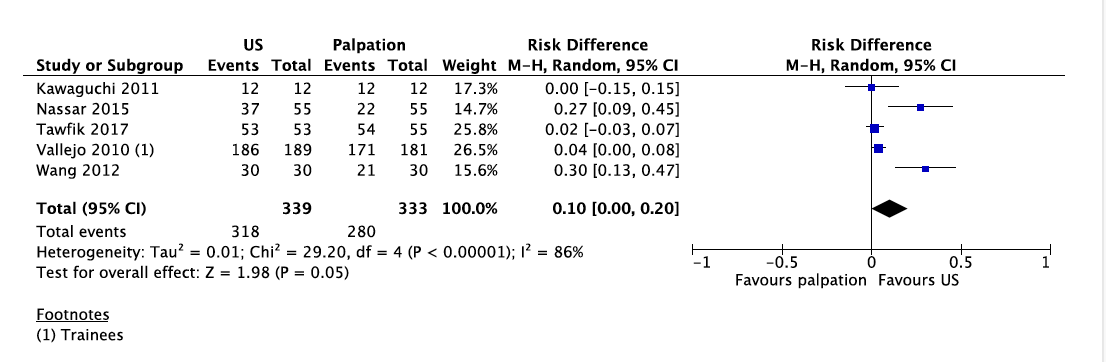 US Palpation Risk Difference Risk Difference
Study or Subgroup Events Total Events Total Weight M-H, Random, 95% CI M-H, Random, 95% CI
Kawaguchi 2011 12 12 12 12 17.3% 0.00 [-0.15, 0.15]
Nassar 2015 37 55 22 55 14.7% 0.27 [0.09, 0.45]
Tawfik 2017 53 53 54 55 25.8% 0.02 [-0.03, 0.07]
Vallejo 2010 (1) 186 189 171 181 26.5% 0.04 [0.00, 0.08]
Wang 2012 30 30 21 30 15.6% 0.30 [0.13, 0.47]
Total (95% CI) 339 333 100.0% 0.10 [0.00, 0.20]
Total events 318 280
Heterogeneity: Tau² = 0.01; Chi² = 29.20, df = 4 (P < 0.00001); I² = 86%
Test for overall effect: Z = 1.98 (P = 0.05)
-1 -0.5 0 0.5 1
Favours palpation Favours US
Footnotes
(1) Trainees